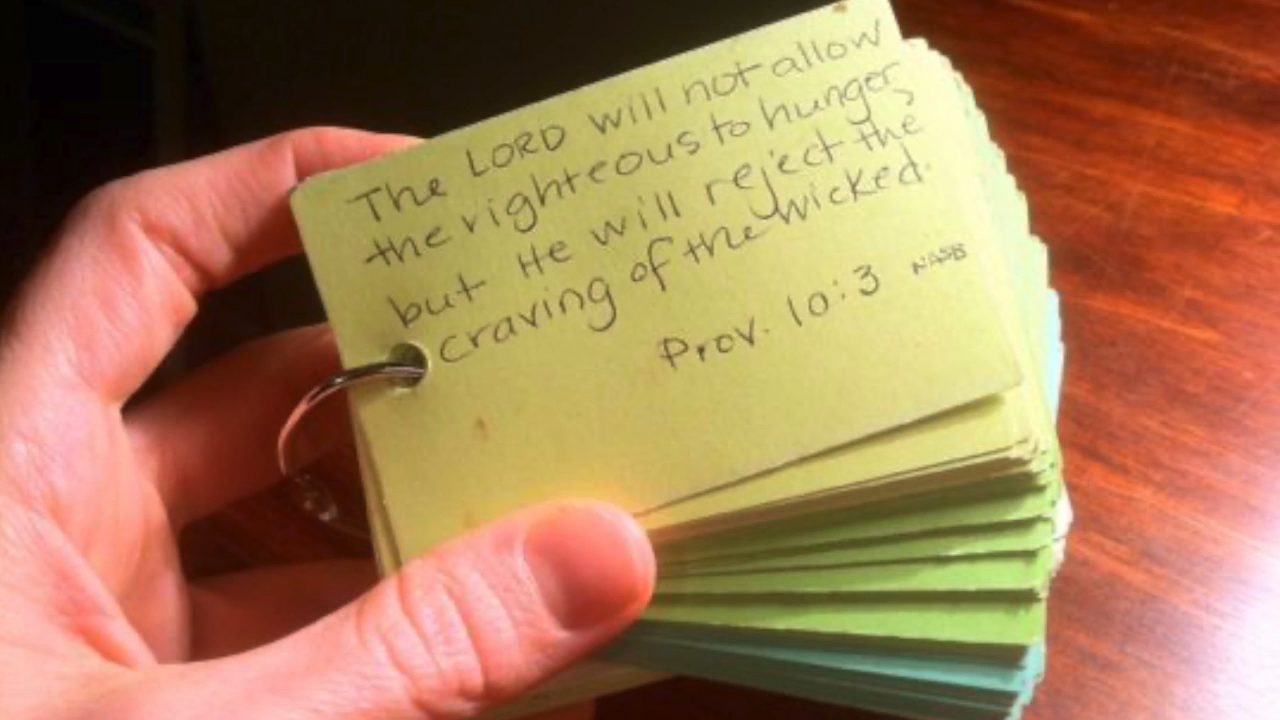 The LORD will not allow
the righteous to hunger,
but He will reject the
craving of the wicked.
Prov. 10:3 NASB